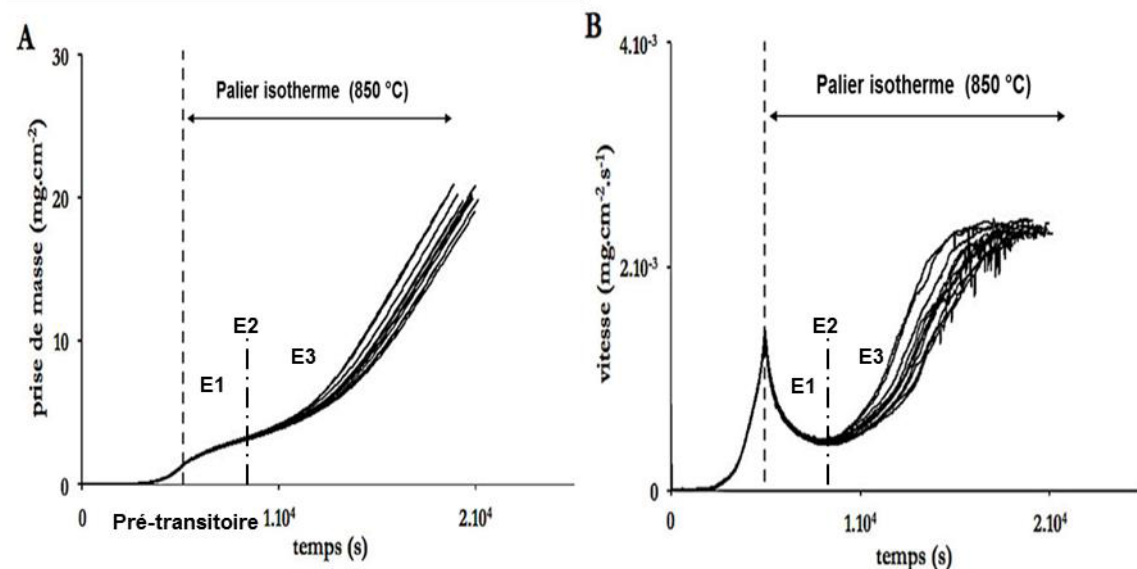 A
30
20
10
0
prise de masse (mg.cm⁻²)
Palier isotherme (850 °C)
E1
E2
E3
0
1.10⁴
2.10⁴
Pré-transitoire
temps (s)
B
4.10⁻³
2.10⁻³
0
vitesse (mg.cm⁻².s⁻¹)
Palier isotherme (850 °C)
E1
E2
E3
0
1.10⁴
2.10⁴
temps (s)